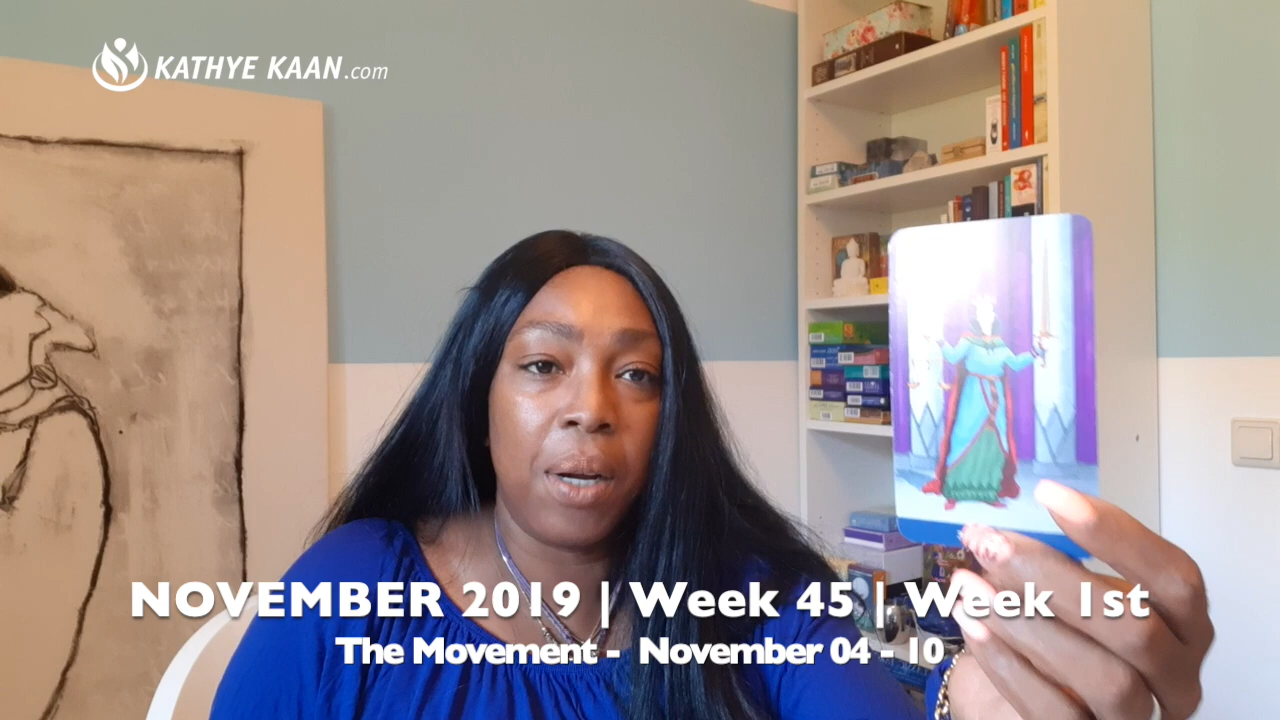 KATHYE KAAN.com
NOVEMBER 2019 | Week 45 | Week 1st
The Movement - November 04 - 10